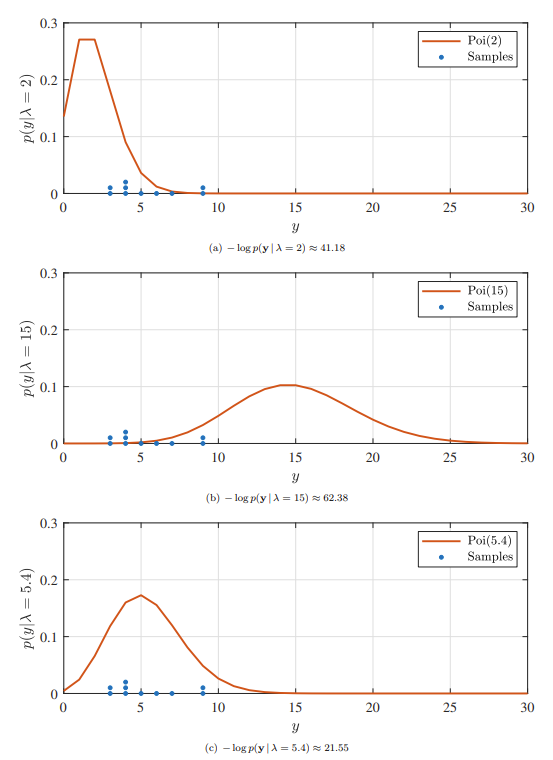 0.3
Poi(2)
Samples
0.2
0.1
0
p(y|λ = 2)
0 5 10 15 20 25 30
y
(a) − log p(𝐲 | λ = 2) ≈ 41.18
0.3
Poi(15)
Samples
0.2
0.1
0
p(y|λ = 15)
0 5 10 15 20 25 30
y
(b) − log p(𝐲 | λ = 15) ≈ 62.38
0.3
Poi(5.4)
Samples
0.2
0.1
0
p(y|λ = 5.4)
0 5 10 15 20 25 30
y
(c) − log p(𝐲 | λ = 5.4) ≈ 21.55